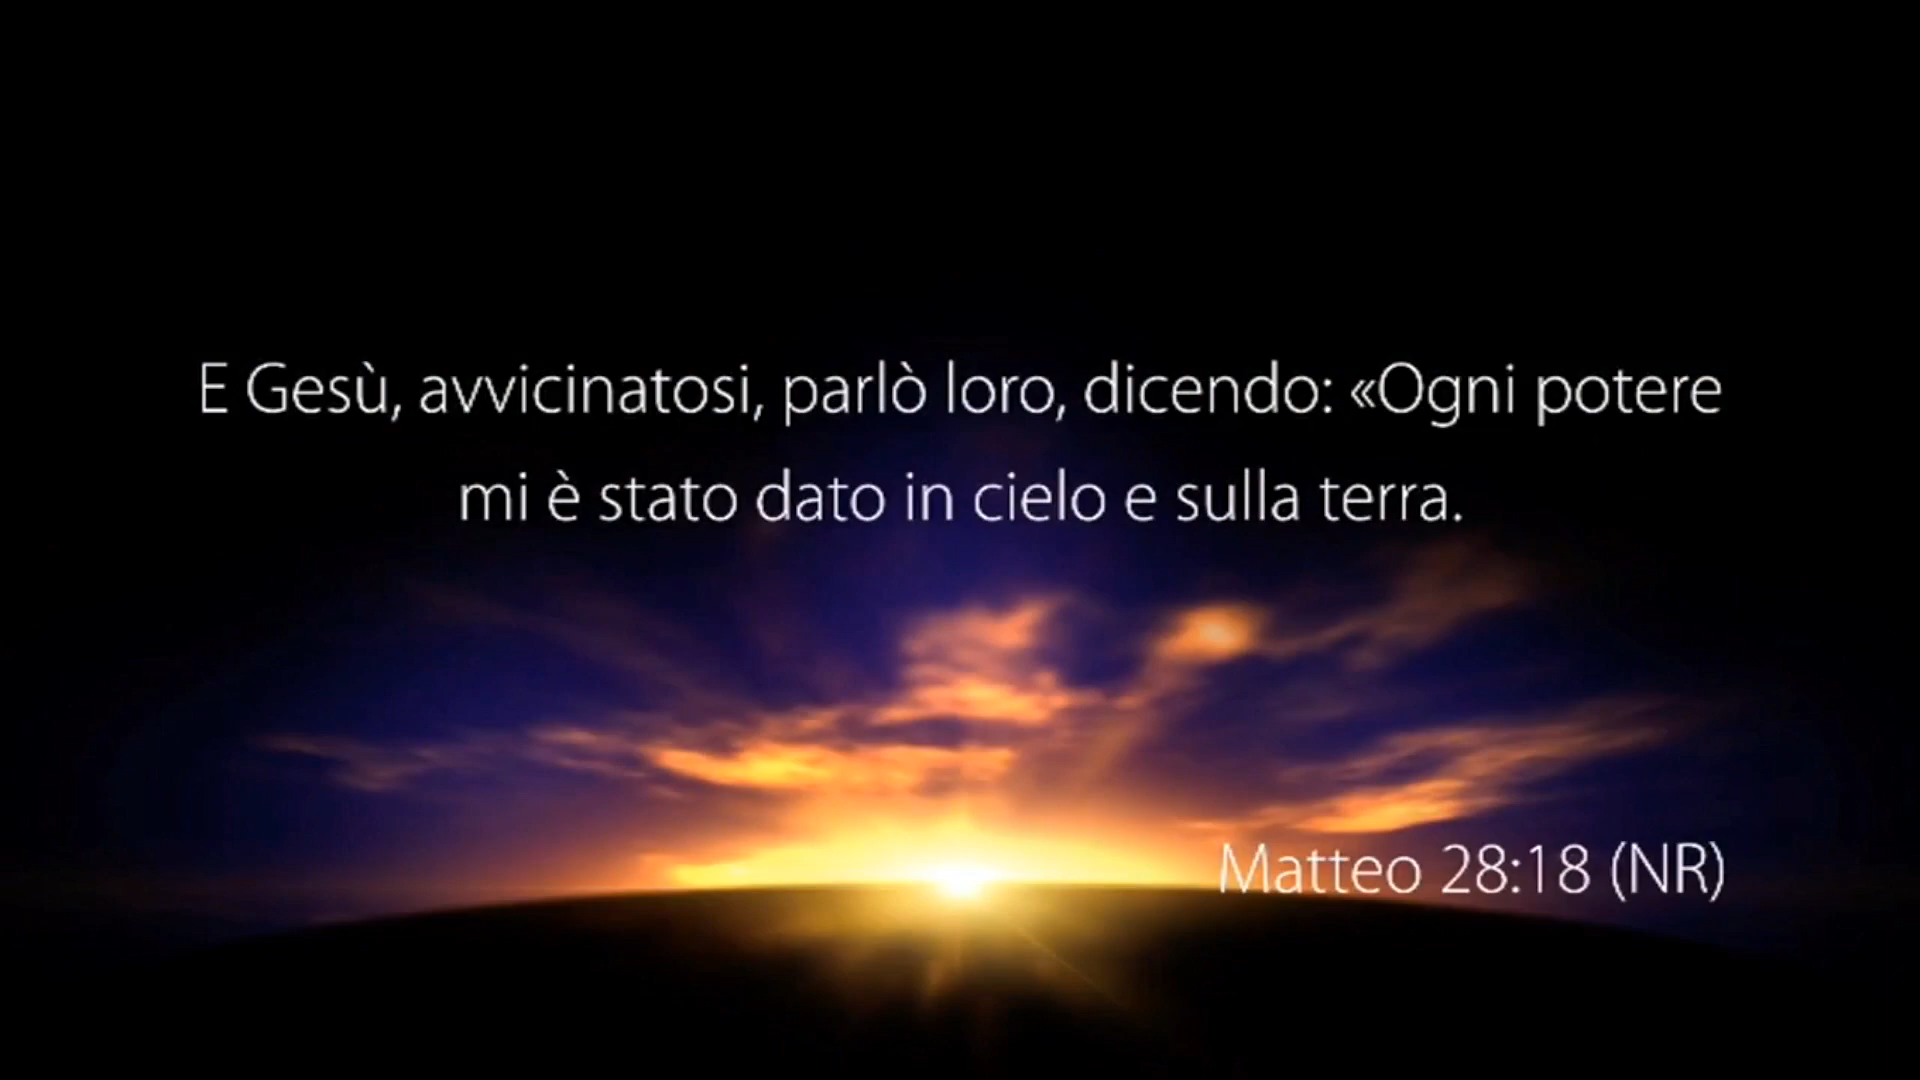 E Gesù, avvicinatosi, parlò loro, dicendo: «Ogni potere
mi è stato dato in cielo e sulla terra.
Matteo 28:18 (NR)